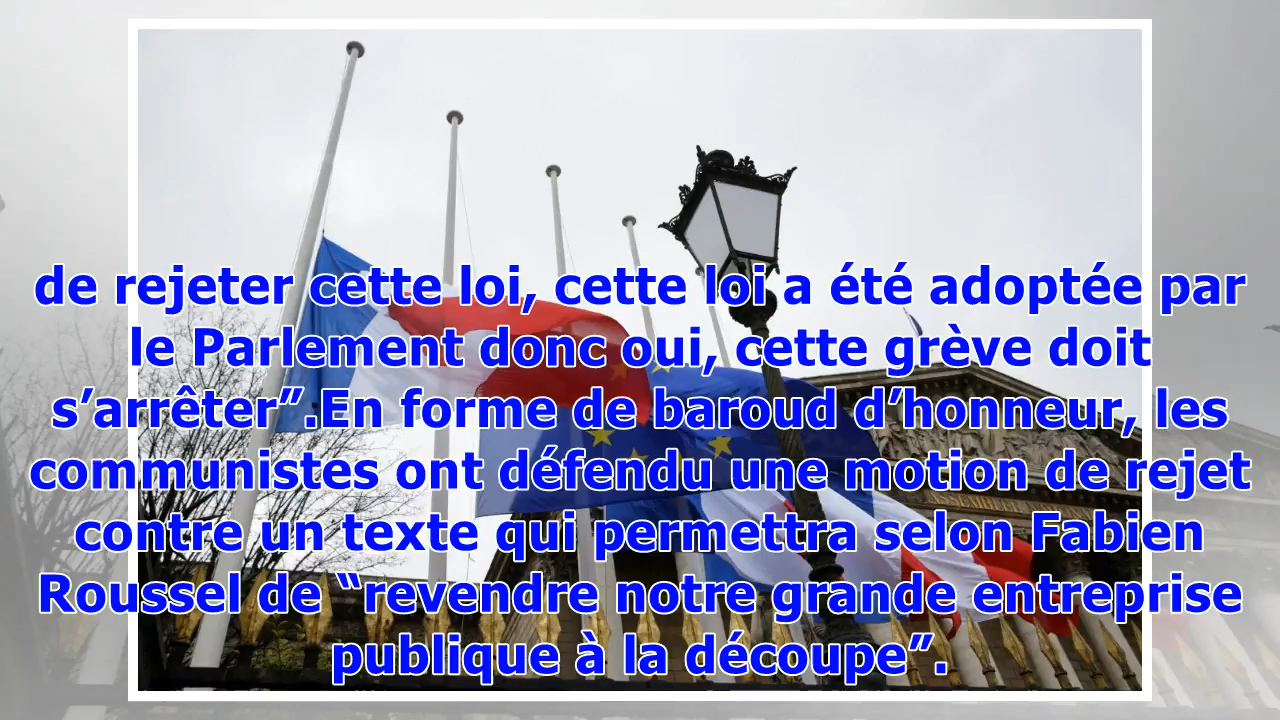 de rejeter cette loi, cette loi a été adoptée par
le Parlement donc oui, cette grève doit
s’arrêter”.En forme de baroud d’honneur, les
communistes ont défendu une motion de rejet
contre un texte qui permettra selon Fabien
Roussel de “revendre notre grande entreprise
publique à la découpe”.